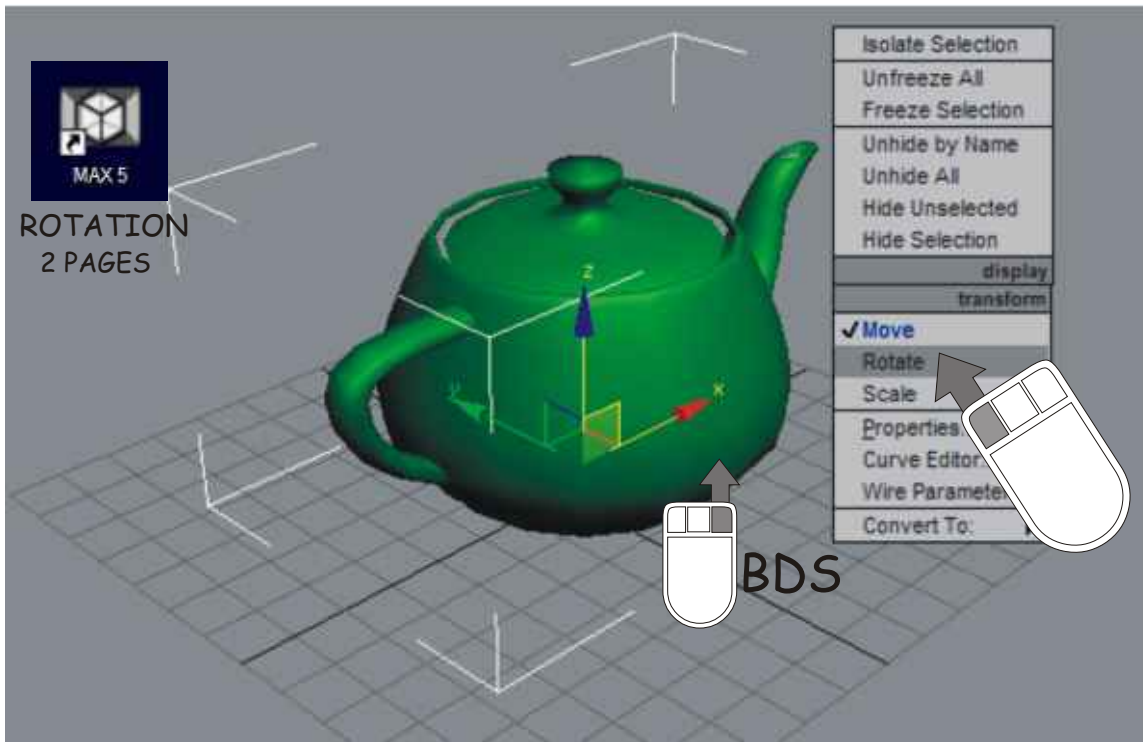 MAX 5
ROTATION
2 PAGES
Isolate Selection
Unfreeze All
Freeze Selection
Unhide by Name
Unhide All
Hide Unselected
Hide Selection
display
transform
Move
Rotate
Scale
Properties.
Curve Editor.
Wire Paramete
Convert To:
z
x
y
BDS